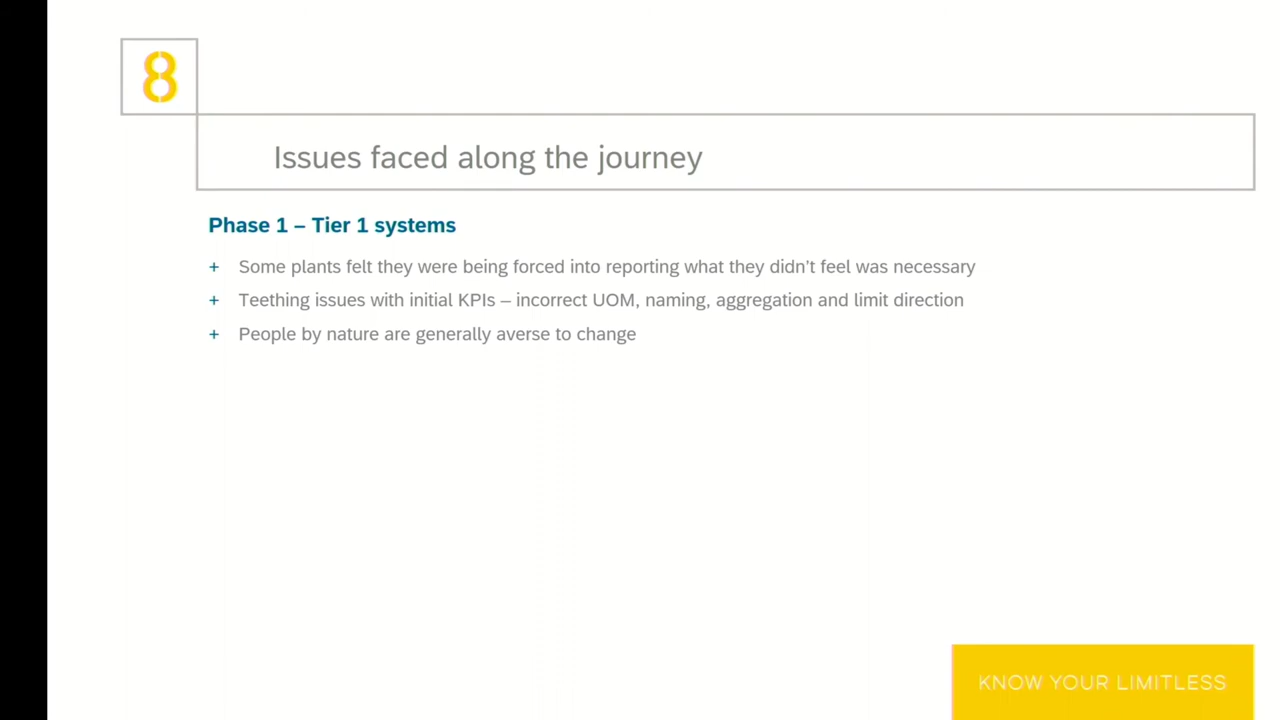 8
Issues faced along the journey
Phase 1 – Tier 1 systems
+ Some plants felt they were being forced into reporting what they didn’t feel was necessary
+ Teething issues with initial KPIs – incorrect UOM, naming, aggregation and limit direction
+ People by nature are generally averse to change
KNOW YOUR LIMITLESS